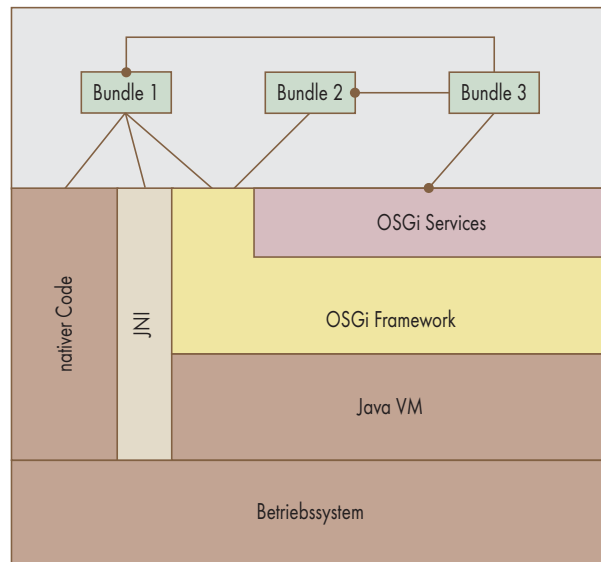 Bundle 1
Bundle 2
Bundle 3
OSGi Services
nativer Code
JNI
OSGi Framework
Java VM
Betriebssystem